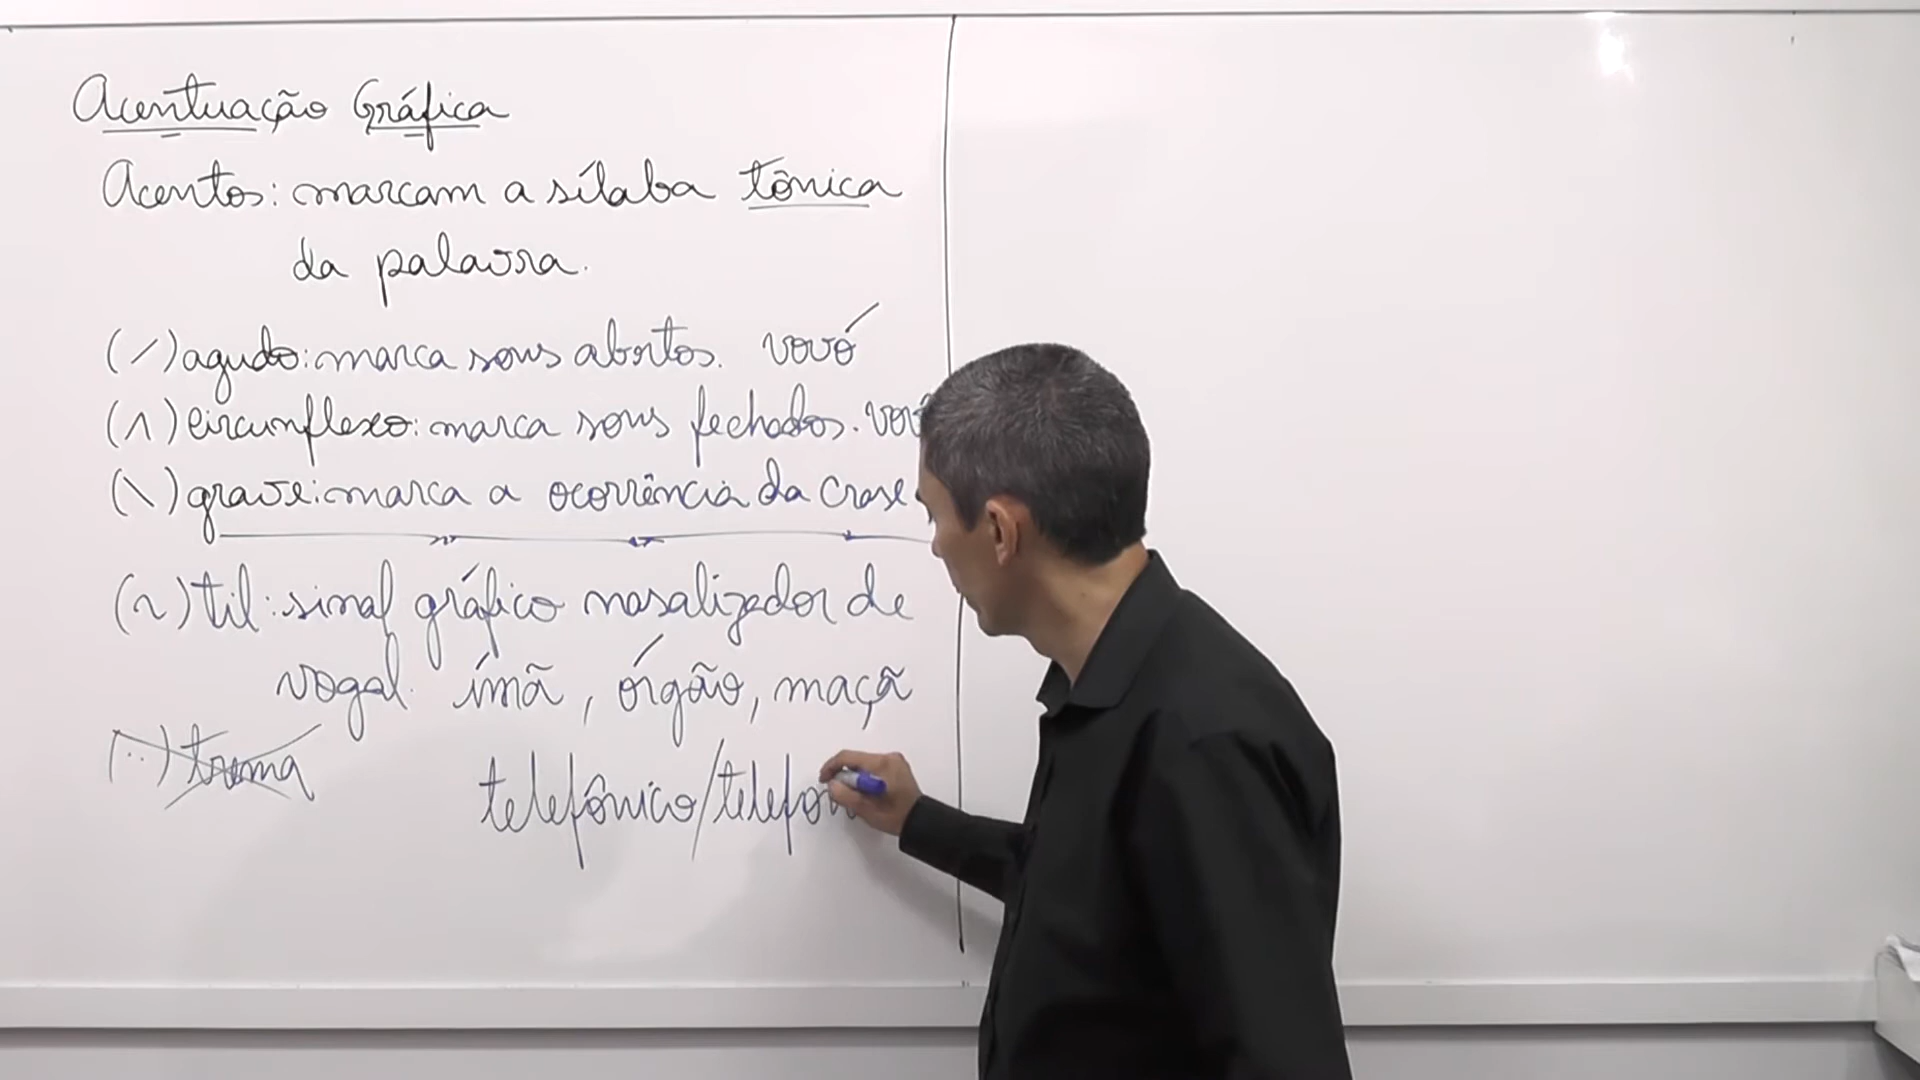 Acentuação Gráfica
Acentos: marcam a sílaba tônica
da palavra.
(´) agudo: marca sons abertos. vovó
(^) circunflexo: marca sons fechados.
(`) grave: marca a ocorrência da crase
(~) til: sinal gráfico nasalizador de
vogal. ímã, órgão, maçã
(¨) trema
telefônico/telefon